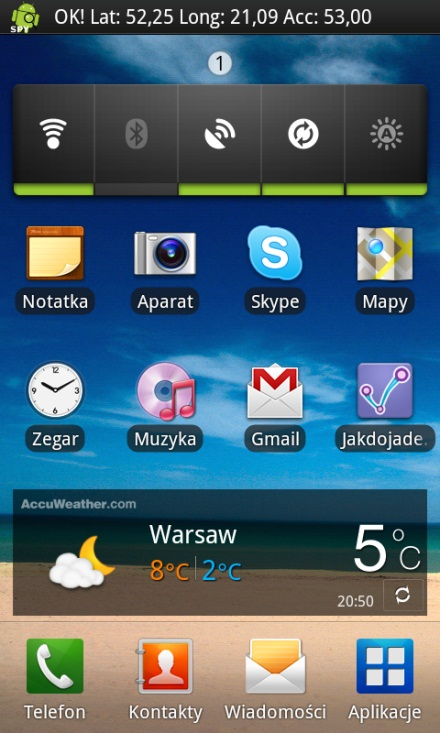 SPY OK! Lat: 52,25 Long: 21,09 Acc: 53,00
1
A
Notatka Aparat Skype Mapy
Zegar Muzyka Gmail Jakdojade.
AccuWeather.com
Warsaw 5°C
8°C 2°C
20:50
Telefon Kontakty Wiadomości Aplikacje